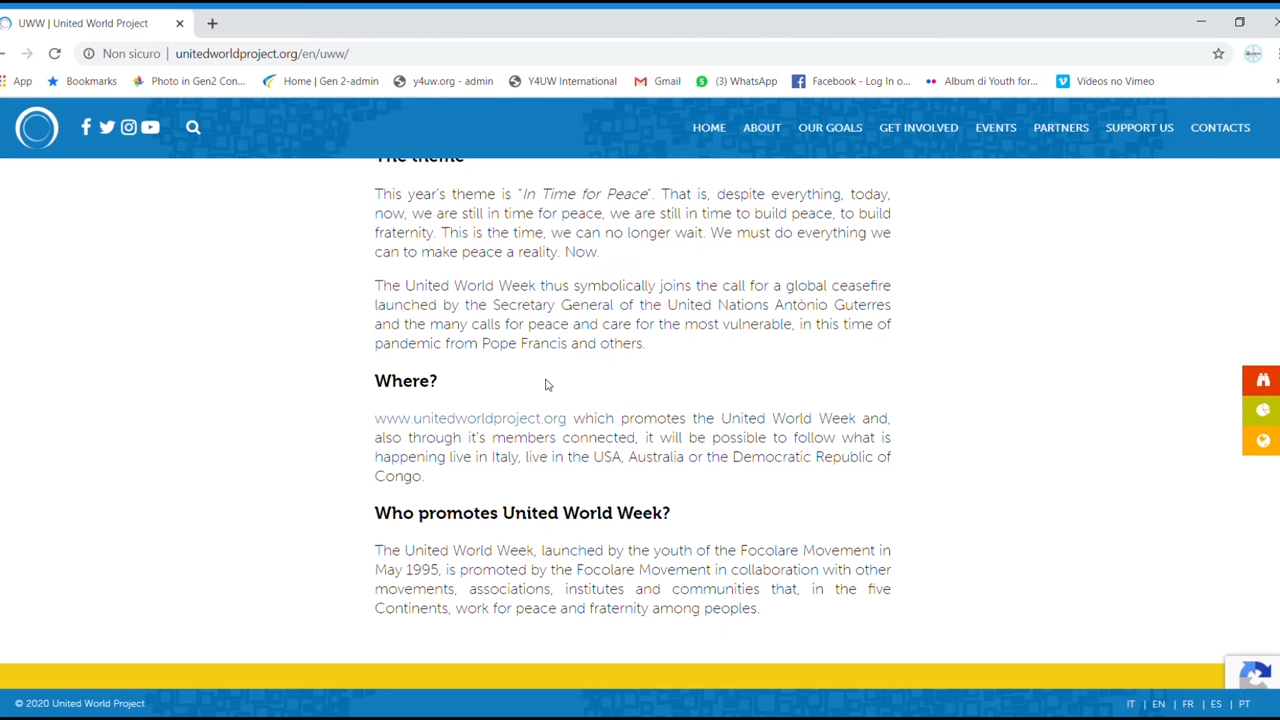 UWW | United World Project
Non sicuro | unitedworldproject.org/en/uww/
App Bookmarks Photo in Gen2 Con... Home | Gen 2-admin y4uw.org - admin Y4UW International Gmail (3) WhatsApp Facebook - Log In o... Album di Youth for... Vídeos no Vimeo
HOME ABOUT OUR GOALS GET INVOLVED EVENTS PARTNERS SUPPORT US CONTACTS
The theme
This year's theme is "In Time for Peace". That is, despite everything, today,
now, we are still in time for peace, we are still in time to build peace, to build
fraternity. This is the time, we can no longer wait. We must do everything we
can to make peace a reality. Now.
The United World Week thus symbolically joins the call for a global ceasefire
launched by the Secretary General of the United Nations Antònio Guterres
and the many calls for peace and care for the most vulnerable, in this time of
pandemic from Pope Francis and others.
Where?
www.unitedworldproject.org which promotes the United World Week and,
also through it's members connected, it will be possible to follow what is
happening live in Italy, live in the USA, Australia or the Democratic Republic of
Congo.
Who promotes United World Week?
The United World Week, launched by the youth of the Focolare Movement in
May 1995, is promoted by the Focolare Movement in collaboration with other
movements, associations, institutes and communities that, in the five
Continents, work for peace and fraternity among peoples.
© 2020 United World Project
IT | EN | FR | ES | PT